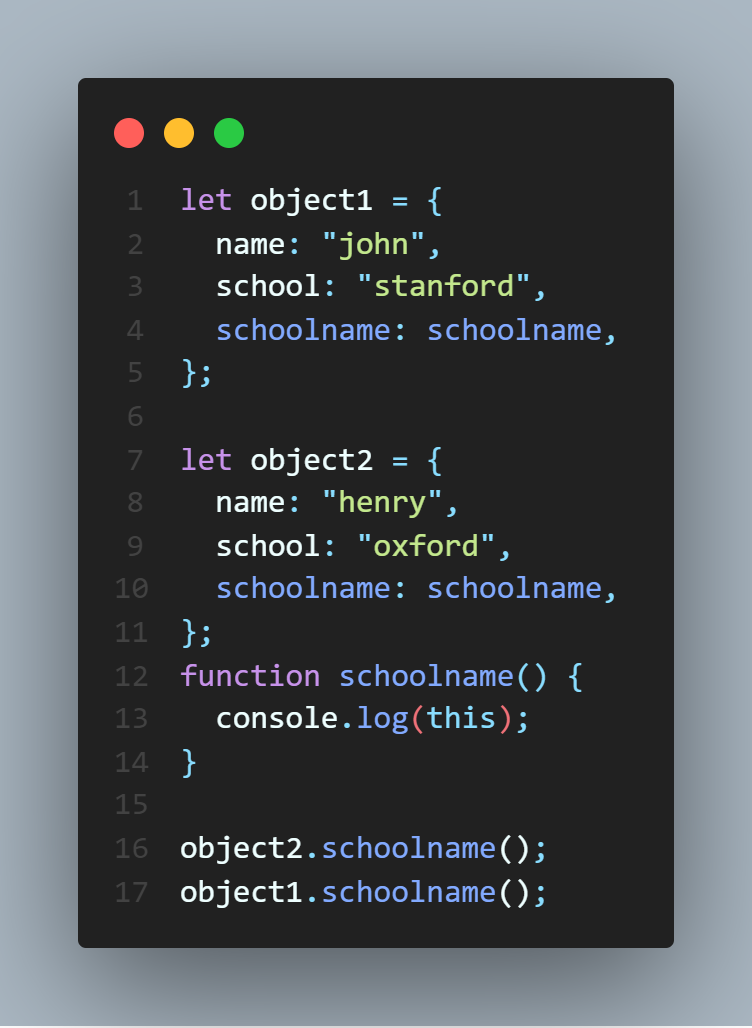 1 let object1 = {
2   name: "john",
3   school: "stanford",
4   schoolname: schoolname,
5 };
6
7 let object2 = {
8   name: "henry",
9   school: "oxford",
10   schoolname: schoolname,
11 };
12 function schoolname() {
13   console.log(this);
14 }
15
16 object2.schoolname();
17 object1.schoolname();